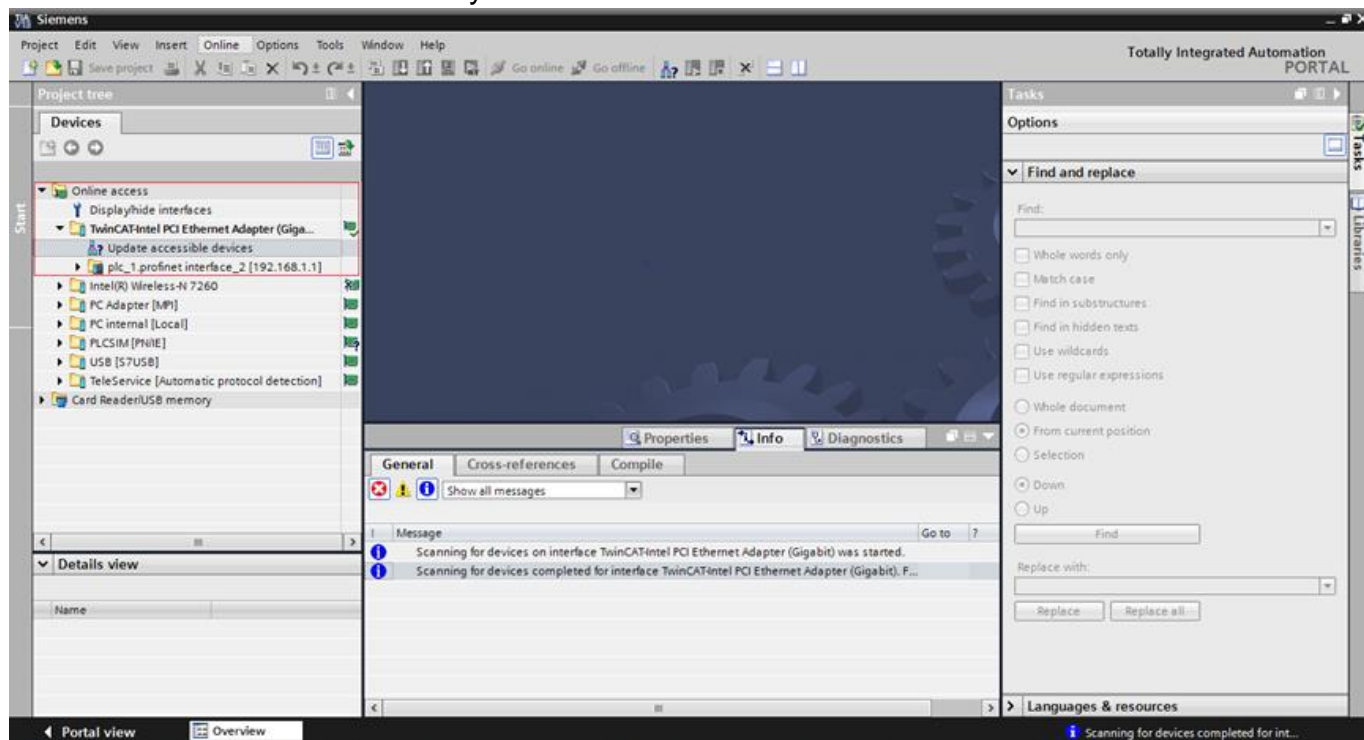 Siemens
Project Edit View Insert Online Options Tools Window Help
Totally Integrated Automation
PORTAL
Save project Go online Go offline
Project tree
Devices
Start
Online access
Display/hide interfaces
TwinCAT-Intel PCI Ethernet Adapter (Giga...
Update accessible devices
plc_1.profinet interface_2 [192.168.1.1]
Intel(R) Wireless-N 7260
PC Adapter [MPI]
PC internal [Local]
PLCSIM [PN/IE]
USB [S7USB]
TeleService [Automatic protocol detection]
Card Reader/USB memory
Details view
Name
Properties Info Diagnostics
General Cross-references Compile
Show all messages
! Message Go to ?
Scanning for devices on interface TwinCAT-Intel PCI Ethernet Adapter (Gigabit) was started.
Scanning for devices completed for interface TwinCAT-Intel PCI Ethernet Adapter (Gigabit). F...
Tasks
Options
Find and replace
Find:
Whole words only
Match case
Find in substructures
Find in hidden texts
Use wildcards
Use regular expressions
Whole document
From current position
Selection
Down
Up
Find
Replace with:
Replace Replace all
Languages & resources
Tasks
Libraries
Portal view Overview
Scanning for devices completed for int...